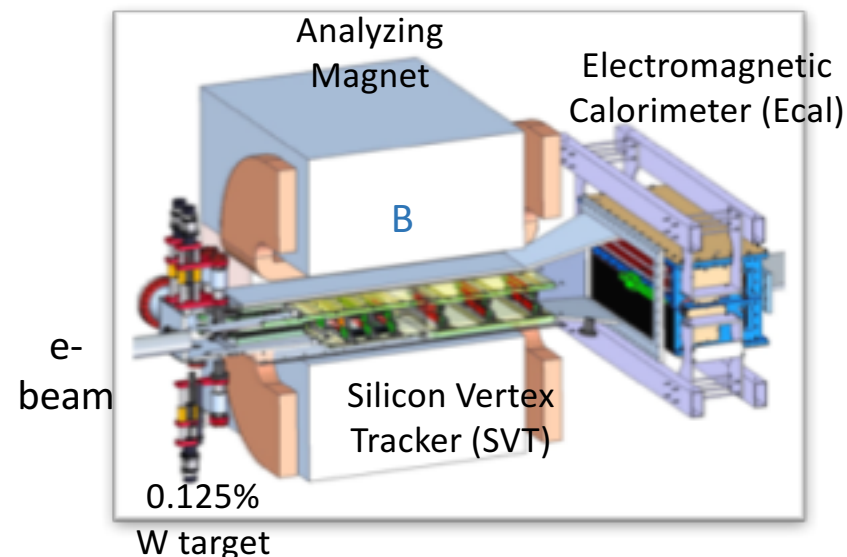 Analyzing
Magnet
Electromagnetic
Calorimeter (Ecal)
B
e-
beam
Silicon Vertex
Tracker (SVT)
0.125%
W target